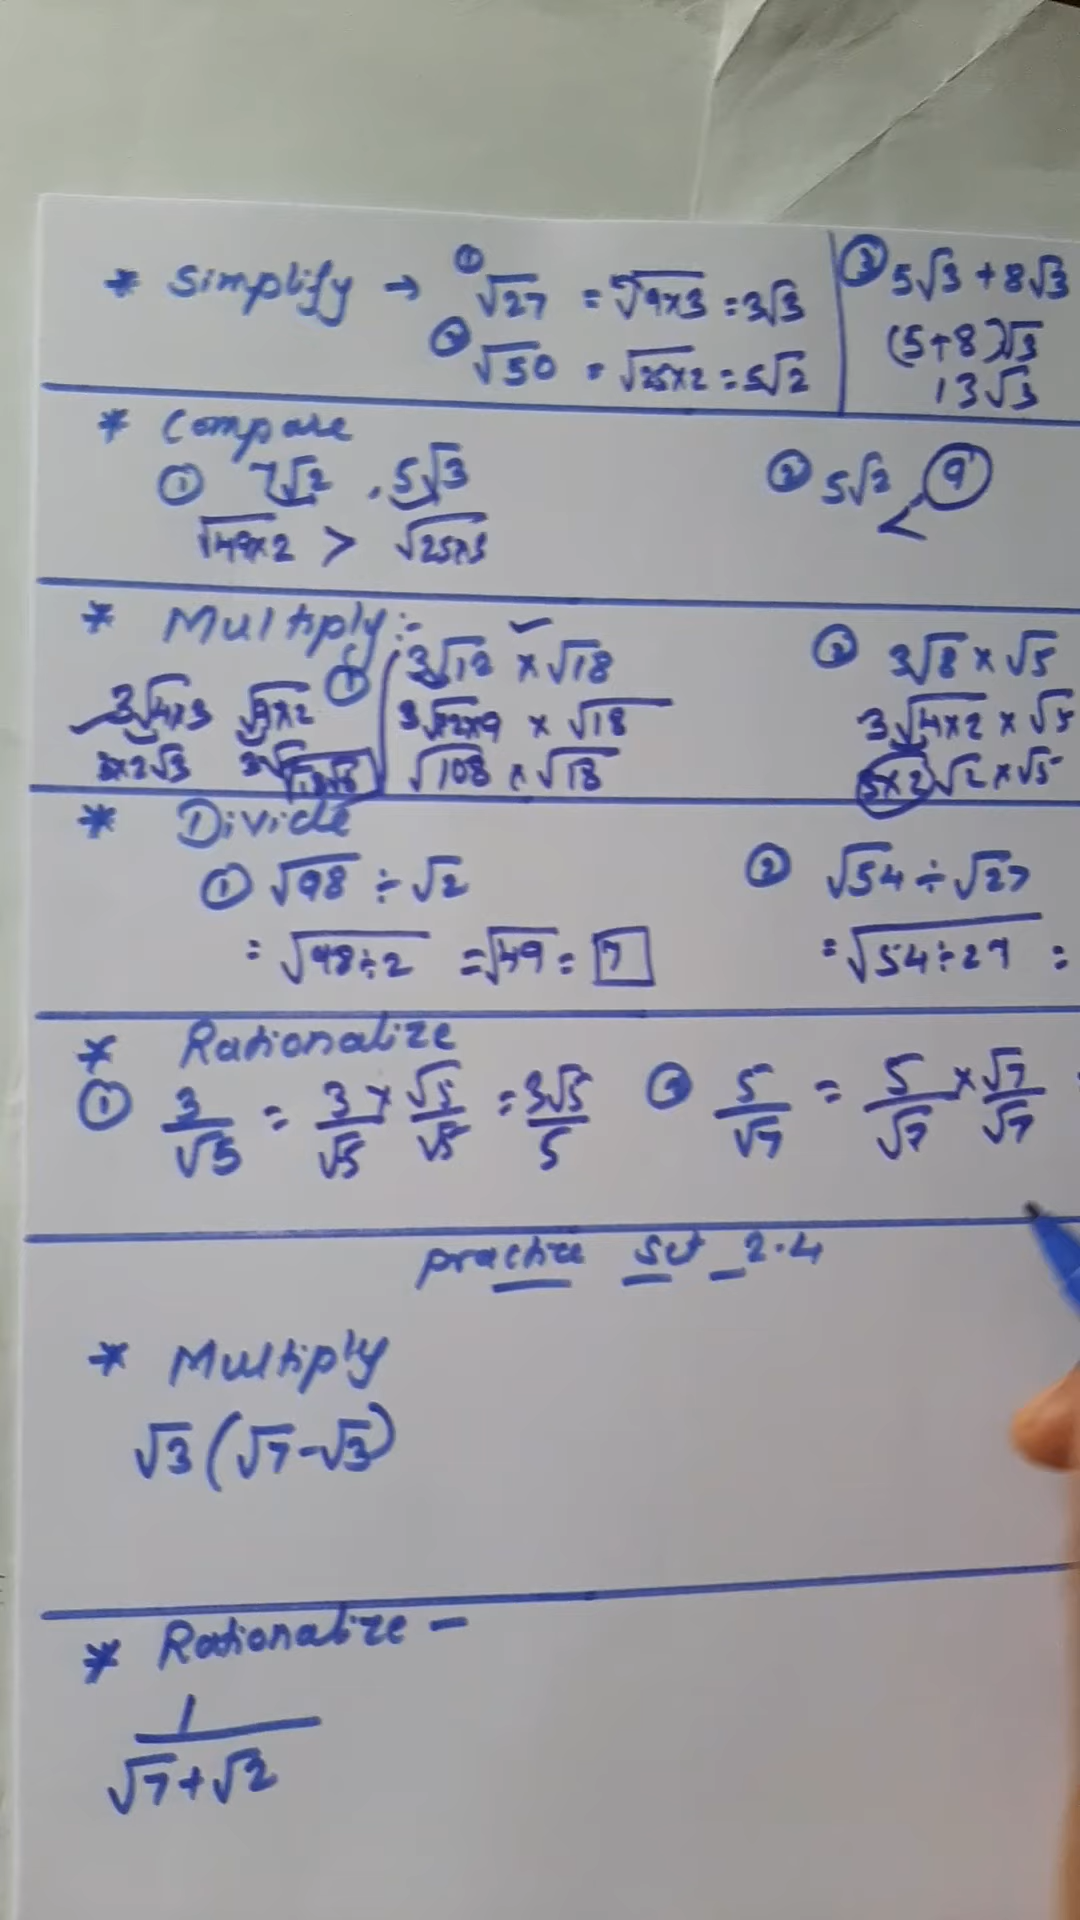 * Simplify → ① √27 = √9×3 = 3√3
② √50 = √25×2 = 5√2
③ 5√3 + 8√3
(5+8)√3
13√3
* Compare
① 7√2 , 5√3
√49×2 > √25×3
② 5√2 , 9
<
* Multiply :-
① 3√12 × √18
3√4×3 √9×2
3×2√3 3√
3√12×9 × √18
√108 × √18
② 3√8 × √5
3√4×2 × √5
√2 × √5
* Divide
① √98 ÷ √2
= √98÷2 = √49 = 7
② √54 ÷ √27
= √54÷27 =
* Rationalize
① 3/√5 = 3/√5 × √5/√5 = 3√5/5
② 5/√7 = 5/√7 × √7/√7
practice set 2.4
* Multiply
√3(√7-√3)
* Rationalize -
1/√7+√2